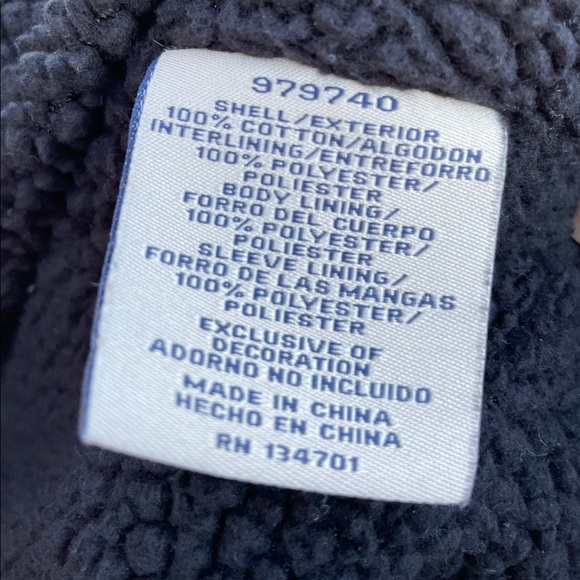 979740
SHELL/EXTERIOR
100% COTTON/ALGODON
INTERLINING/ENTREFORRO
100% POLYESTER/
POLIESTER
BODY LINING/
FORRO DEL CUERPO
100% POLYESTER/
POLIESTER
SLEEVE LINING/
FORRO DE LAS MANGAS
100% POLYESTER/
POLIESTER
EXCLUSIVE OF
DECORATION
ADORNO NO INCLUIDO
MADE IN CHINA
HECHO EN CHINA
RN 134701